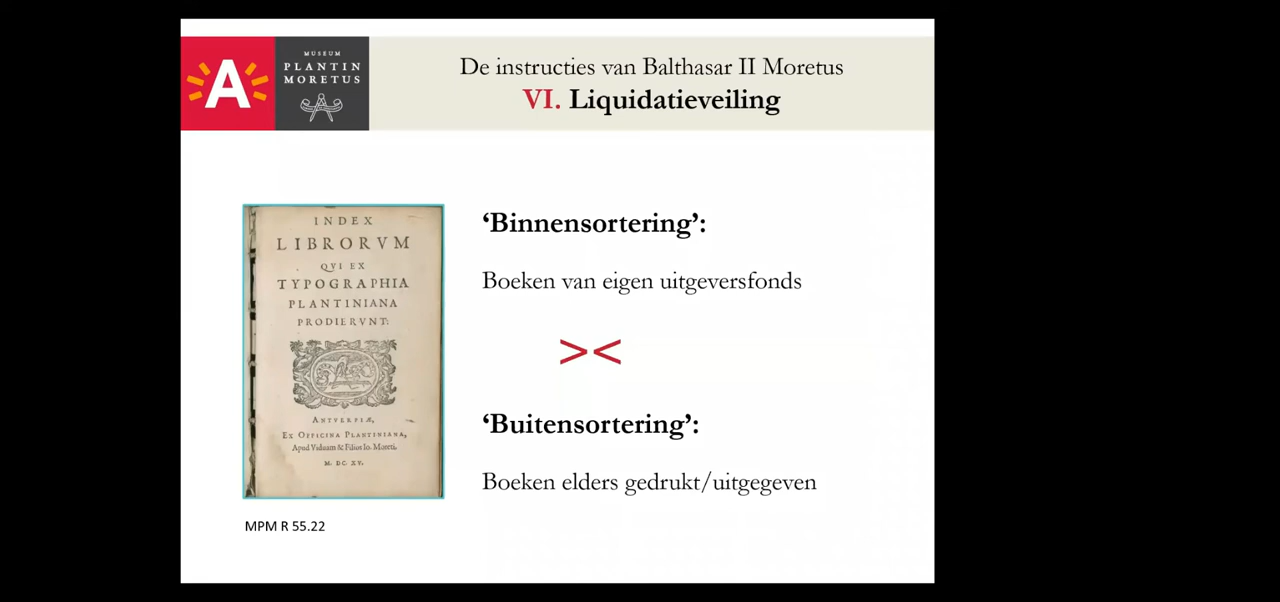 A
MUSEUM
PLANTIN
MORETUS
De instructies van Balthasar II Moretus
VI. Liquidatieveiling
INDEX
LIBRORVM
QVI EX
TYPOGRAPHIA
PLANTINIANA
PRODIERVNT:
ANTVERPIÆ,
EX OFFICINA PLANTINIANA,
Apud Viduam & Filios Io. Moreti.
M. DC. XV.
MPM R 55.22
‘Binnensortering’:
Boeken van eigen uitgeversfonds
><
‘Buitensortering’:
Boeken elders gedrukt/uitgegeven